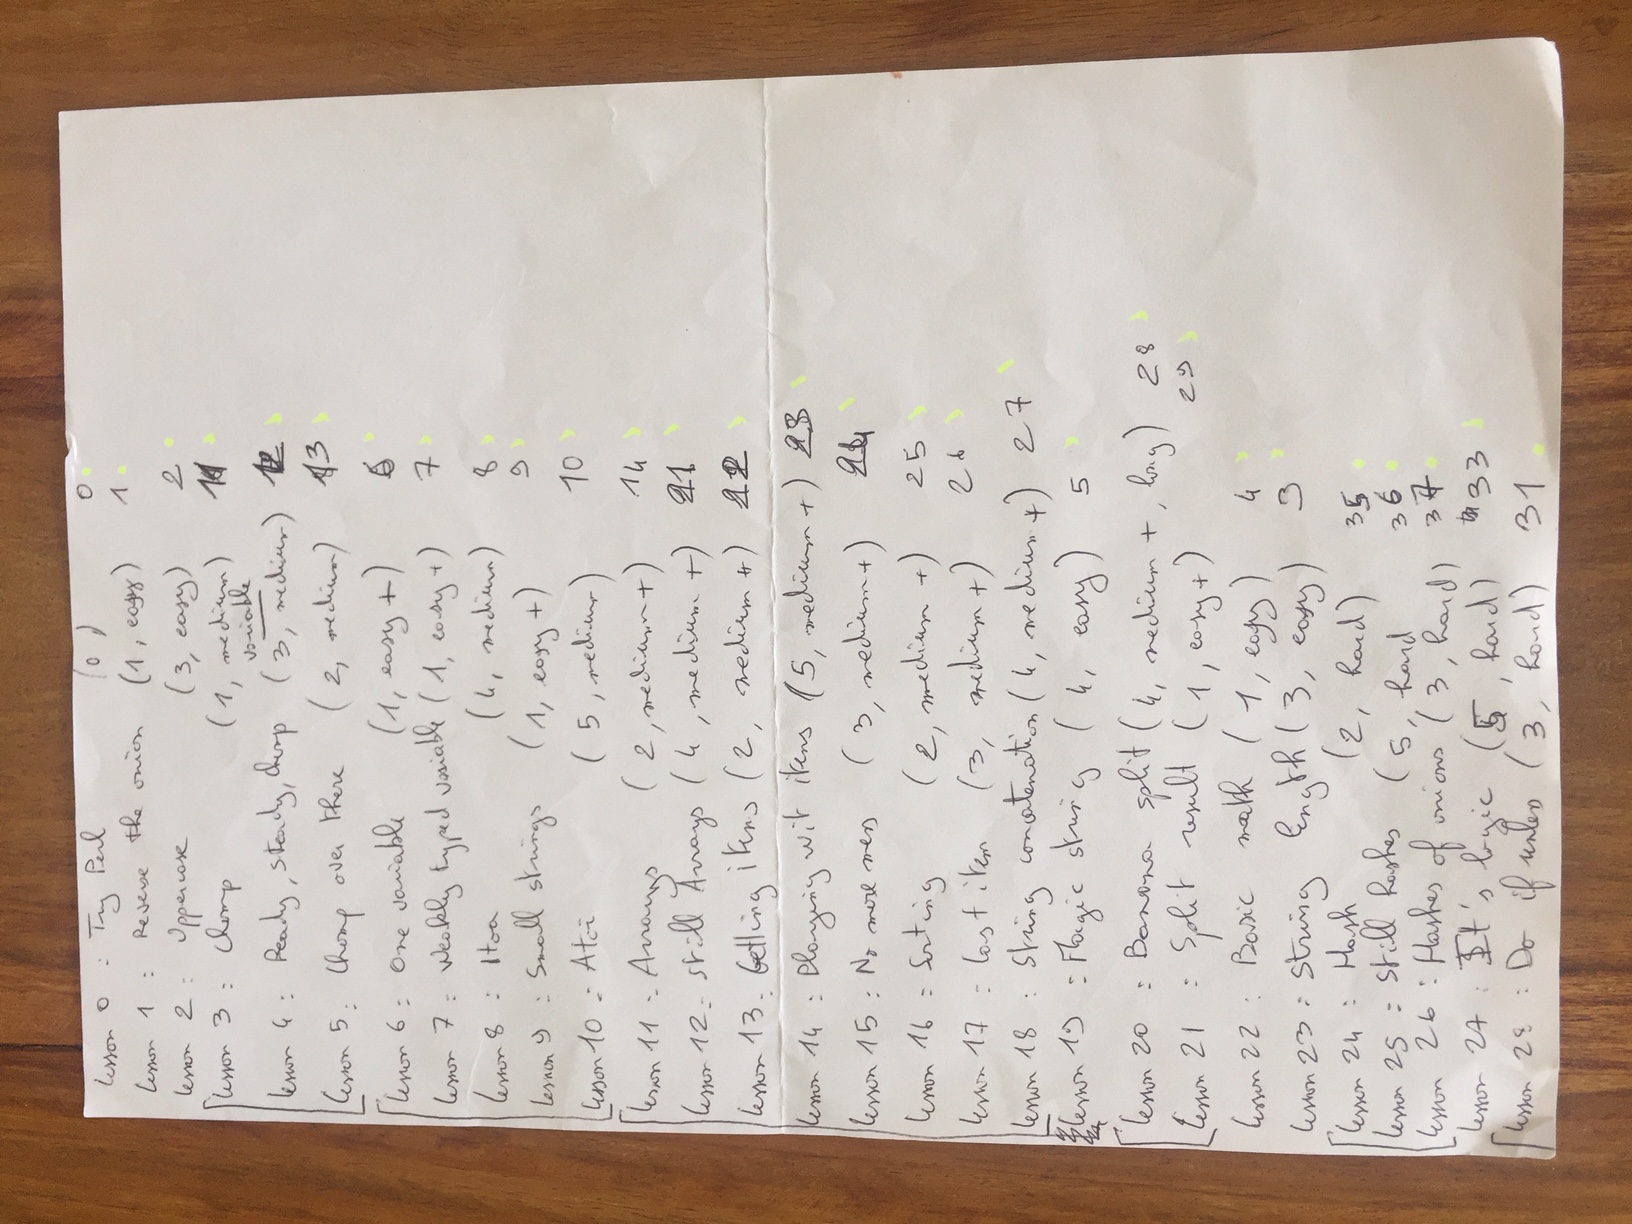 Lesson 0 : Try Perl (0, ) 0
Lesson 1 : Reverse the onion (1, easy) 1
Lesson 2 : Uppercase (3, easy) 2
Lesson 3 : Chomp (1, medium) 11
variable
Lesson 4 : Ready, steady, chomp (3, medium) 12
Lesson 5 : Chomp over there (2, medium) 13
Lesson 6 : One variable (1, easy +) 6
Lesson 7 : Weakly typed variable (1, easy +) 7
Lesson 8 : Itoa (4, medium) 8
Lesson 9 : Small strings (1, easy +) 9
Lesson 10 : Atoi (5, medium) 10
Lesson 11 : Arrays (2, medium +) 14
Lesson 12 : Still Arrays (4, medium +) 21
Lesson 13 : Getting items (2, medium +) 22
Lesson 14 : Playing wit items (5, medium +) 23
Lesson 15 : No more mess (3, medium +) 24
Lesson 16 : Sorting (2, medium +) 25
Lesson 17 : Last item (3, medium +) 26
Lesson 18 : String concatenation (4, medium +) 27
Lesson 19 : Magic string (4, easy) 5
Lesson 20 : Banana split (4, medium +, long) 28
Lesson 21 : Split result (1, easy +) 29
Lesson 22 : Basic math (1, easy) 4
Lesson 23 : String length (3, easy) 3
Lesson 24 : Hash (2, hard) 35
Lesson 25 : Still hashes (5, hard 36
Lesson 26 : Hashes of onions (3, hard) 37
Lesson 27 : It's logic (5, hard) 33
Lesson 28 : Do if unless (3, hard) 31